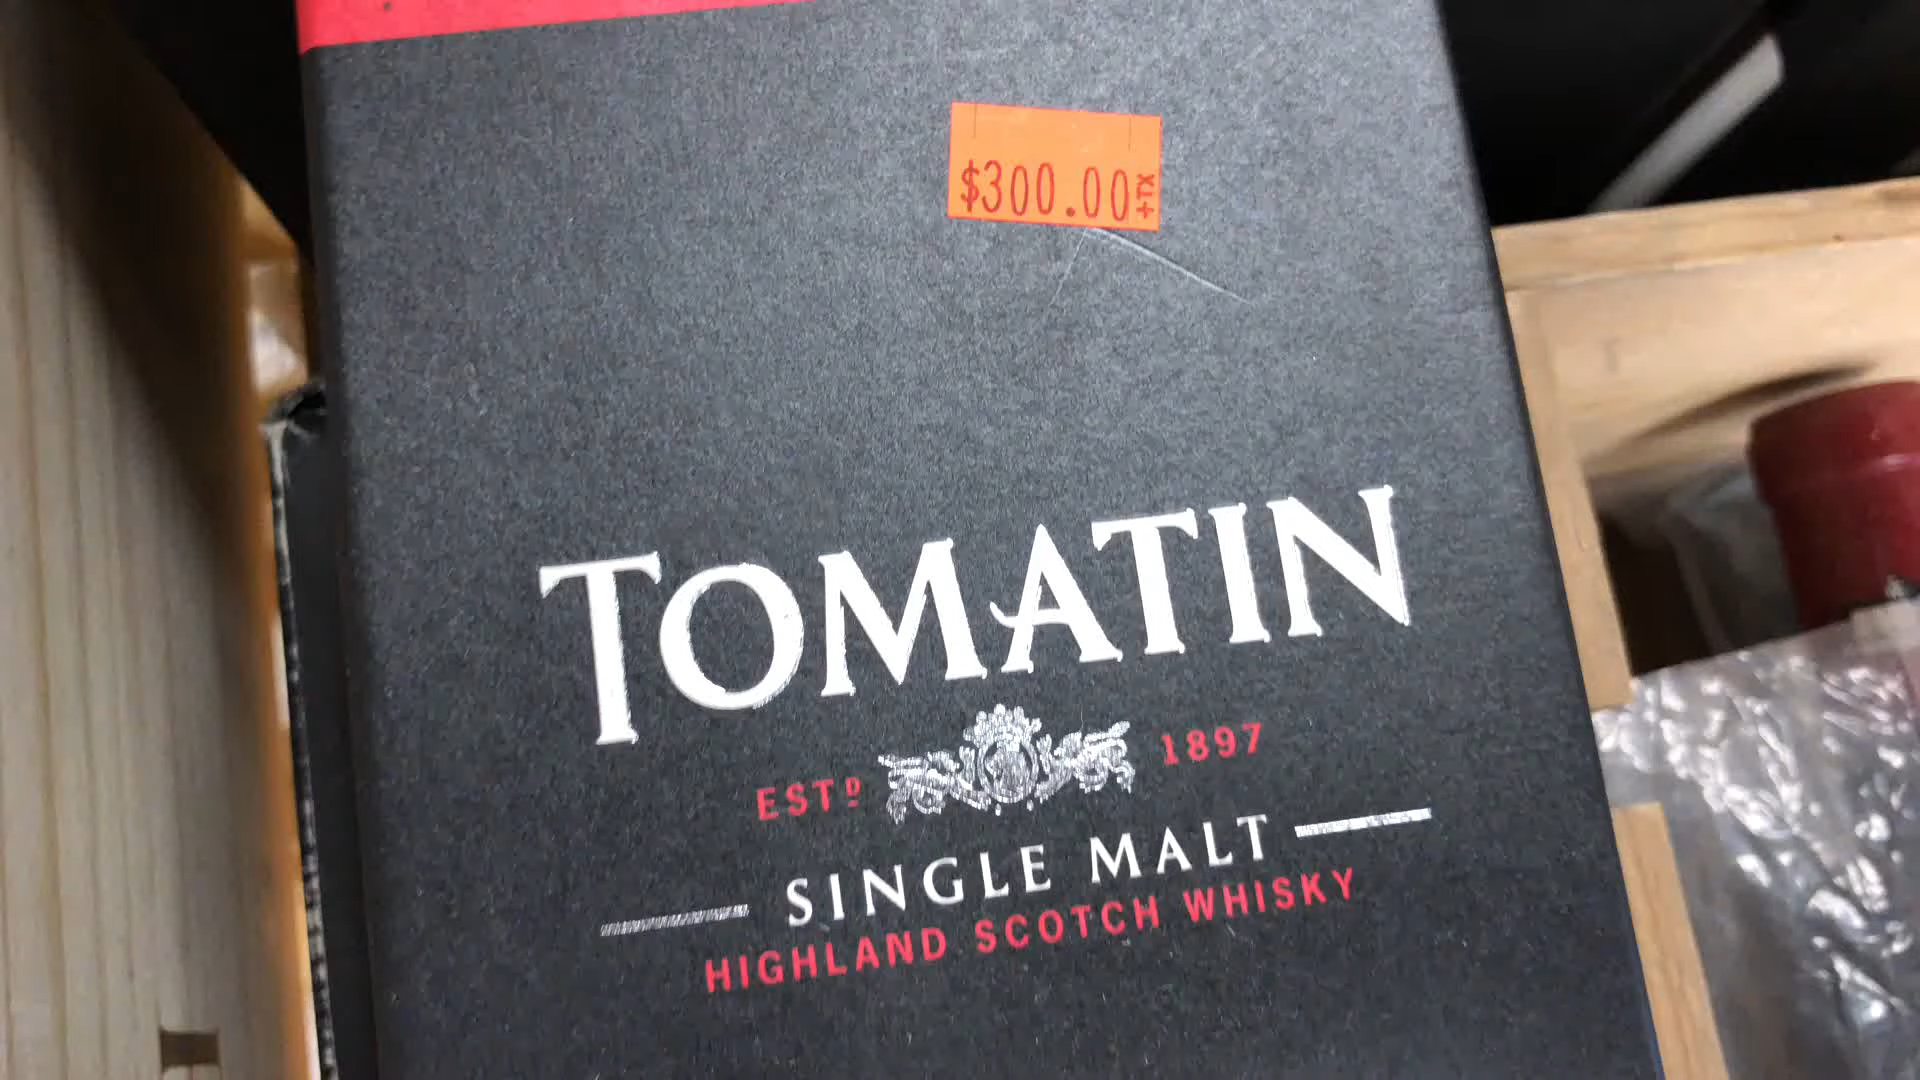 $300.00+TX
TOMATIN
ESTD 1897
SINGLE MALT
HIGHLAND SCOTCH WHISKY